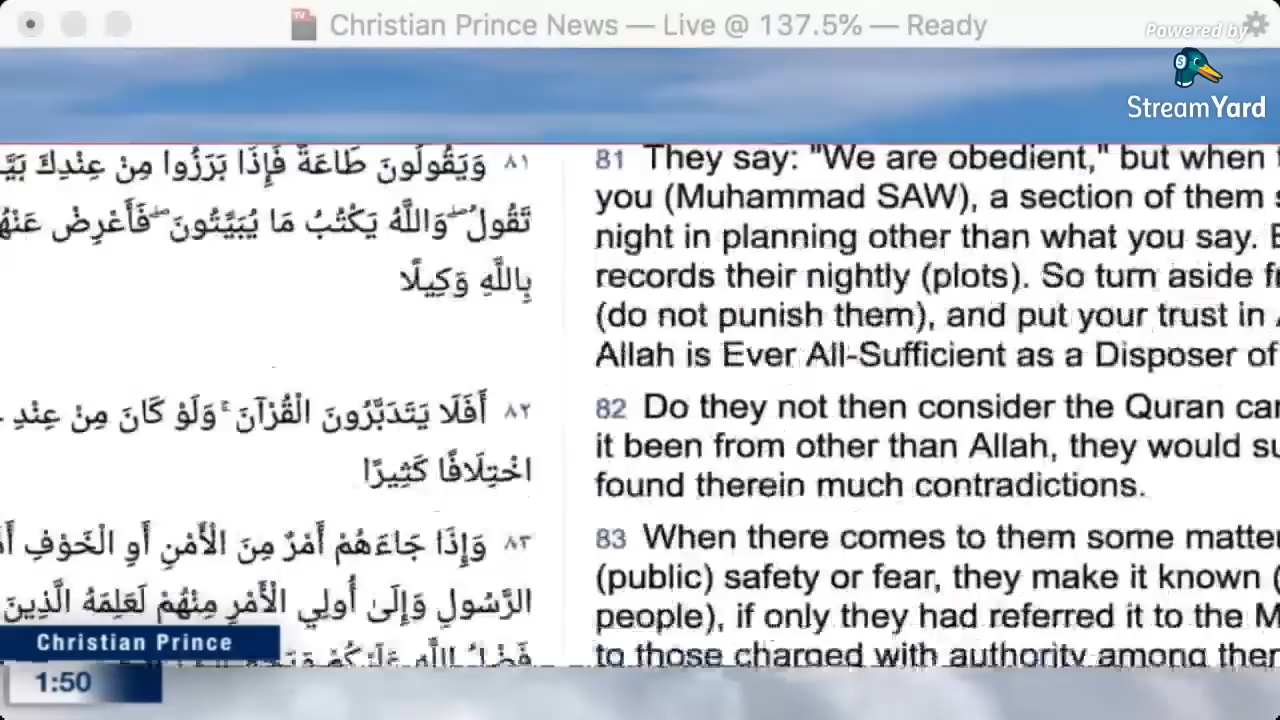 Christian Prince News — Live @ 137.5% — Ready
Powered by
StreamYard
٨١ وَيَقُولُونَ طَاعَةٌ فَإِذَا بَرَزُوا مِنْ عِنْدِكَ
تَقُولُ ۖ وَاللَّهُ يَكْتُبُ مَا يُبَيِّتُونَ ۖ فَأَعْرِضْ
بِاللَّهِ وَكِيلًا
٨٢ أَفَلَا يَتَدَبَّرُونَ الْقُرْآنَ ۚ وَلَوْ كَانَ مِنْ عِنْدِ
اخْتِلَافًا كَثِيرًا
٨٣ وَإِذَا جَاءَهُمْ أَمْرٌ مِنَ الْأَمْنِ أَوِ الْخَوْفِ
الرَّسُولِ وَإِلَىٰ أُولِي الْأَمْرِ مِنْهُمْ لَعَلِمَهُ الَّذِينَ
81 They say: "We are obedient," but when
you (Muhammad SAW), a section of them
night in planning other than what you say.
records their nightly (plots). So turn aside
(do not punish them), and put your trust in
Allah is Ever All-Sufficient as a Disposer of
82 Do they not then consider the Quran
it been from other than Allah, they would
found therein much contradictions.
83 When there comes to them some matter
(public) safety or fear, they make it known (
people), if only they had referred it to the
to those charged with authority among
Christian Prince
1:50